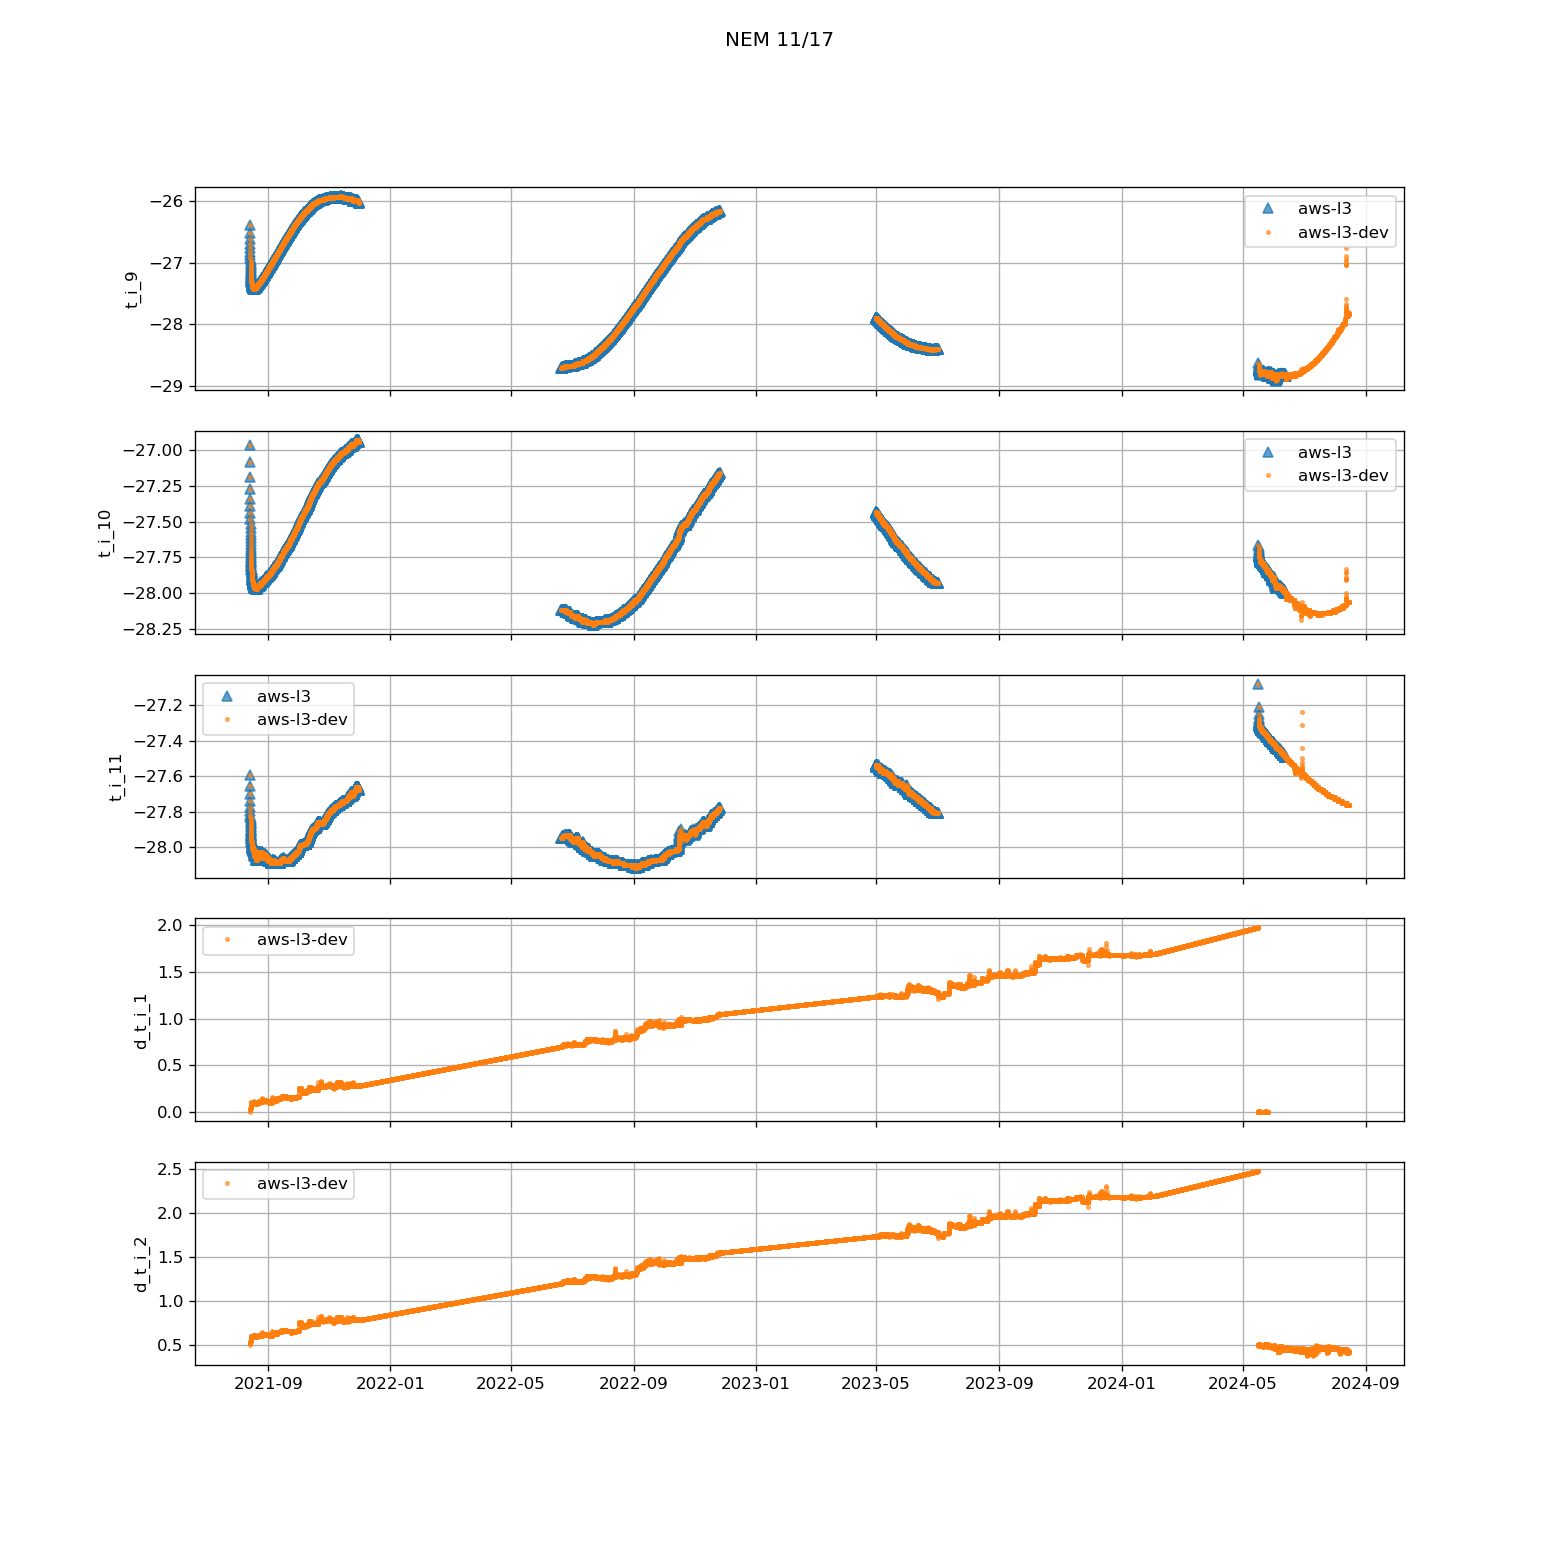 NEM 11/17
t_i_9
−26
−27
−28
−29
aws-l3
aws-l3-dev
t_i_10
−27.00
−27.25
−27.50
−27.75
−28.00
−28.25
aws-l3
aws-l3-dev
t_i_11
−27.2
−27.4
−27.6
−27.8
−28.0
aws-l3
aws-l3-dev
d_t_i_1
2.0
1.5
1.0
0.5
0.0
aws-l3-dev
d_t_i_2
2.5
2.0
1.5
1.0
0.5
aws-l3-dev
2021-09 2022-01 2022-05 2022-09 2023-01 2023-05 2023-09 2024-01 2024-05 2024-09